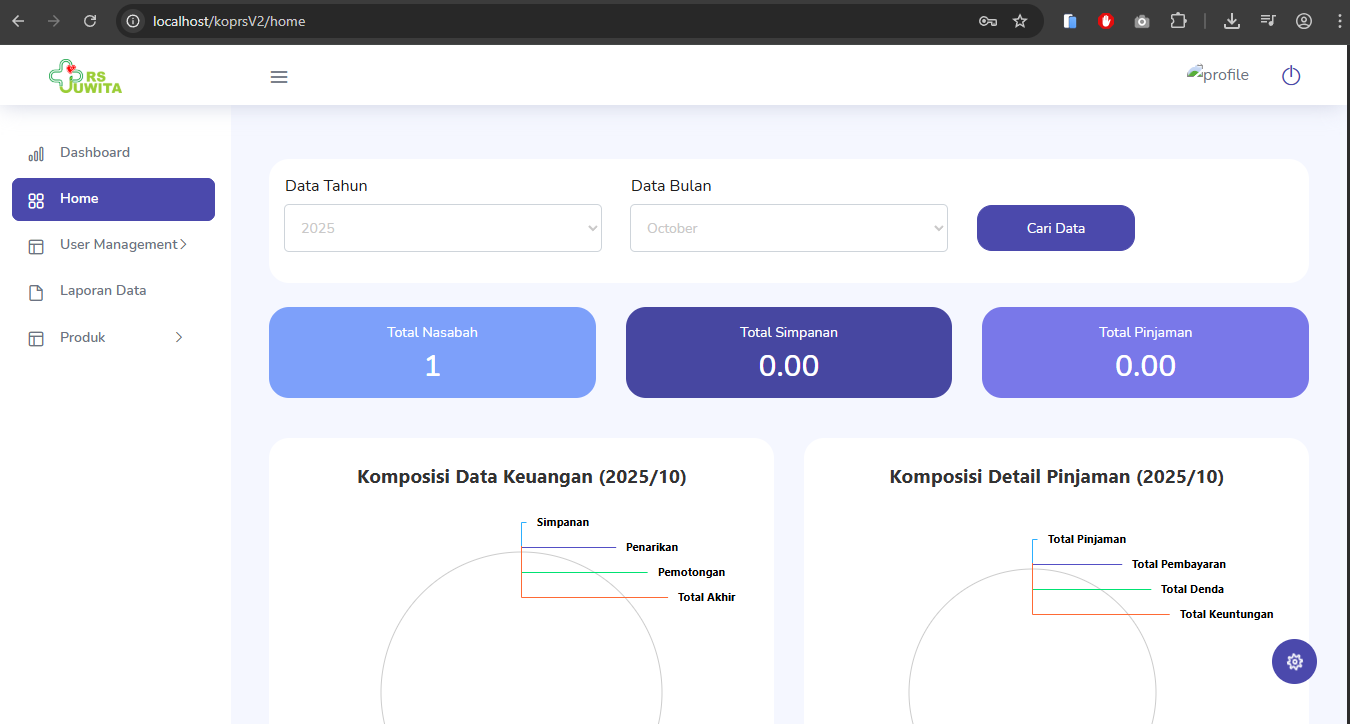 localhost/koprsV2/home
RS
UWITA
profile
Dashboard
Home
User Management
Laporan Data
Produk
Data Tahun
Data Bulan
2025
October
Cari Data
Total Nasabah
1
Total Simpanan
0.00
Total Pinjaman
0.00
Komposisi Data Keuangan (2025/10)
Simpanan
Penarikan
Pemotongan
Total Akhir
Komposisi Detail Pinjaman (2025/10)
Total Pinjaman
Total Pembayaran
Total Denda
Total Keuntungan